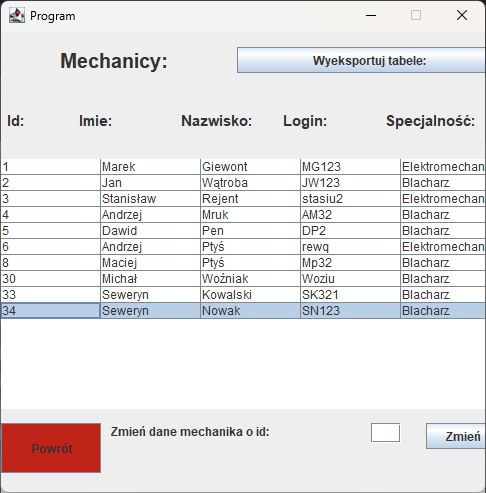 Program
Mechanicy:
Wyeksportuj tabele:
Id: Imie: Nazwisko: Login: Specjalność:
1 Marek Giewont MG123 Elektromechan
2 Jan Wątroba JW123 Blacharz
3 Stanisław Rejent stasiu2 Elektromechan
4 Andrzej Mruk AM32 Blacharz
5 Dawid Pen DP2 Blacharz
6 Andrzej Ptyś rewq Elektromechan
8 Maciej Ptyś Mp32 Blacharz
30 Michał Woźniak Woziu Blacharz
33 Seweryn Kowalski SK321 Blacharz
34 Seweryn Nowak SN123 Blacharz
Powrót
Zmień dane mechanika o id:
Zmień